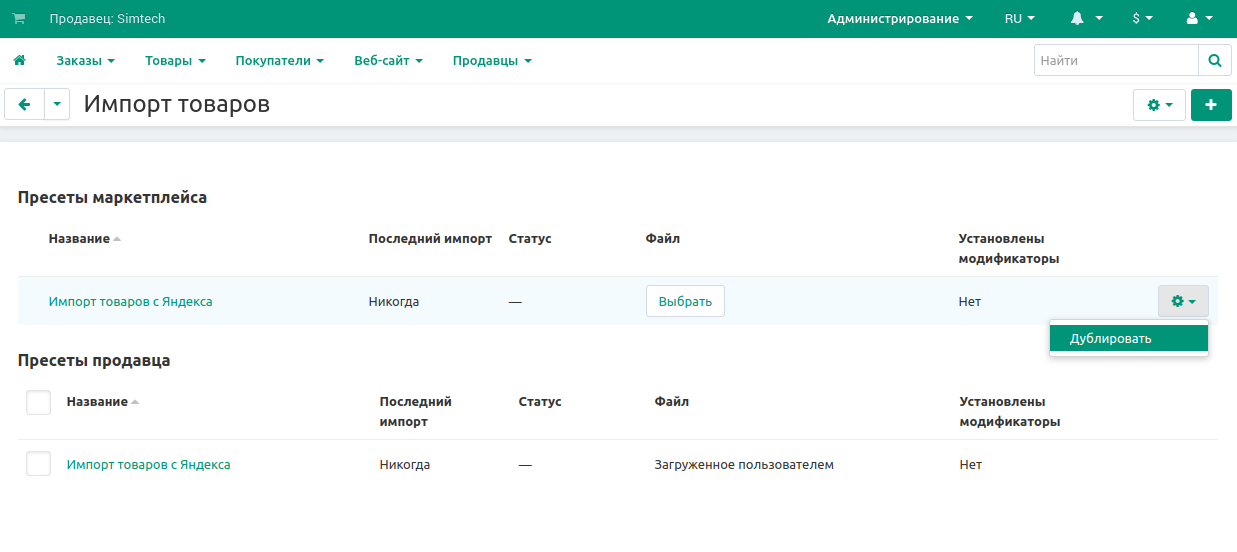 Продавец: Simtech
Администрирование
RU
$
Заказы
Товары
Покупатели
Веб-сайт
Продавцы
Найти
Импорт товаров
Пресеты маркетплейса
Название
Последний импорт
Статус
Файл
Установлены
модификаторы
Импорт товаров с Яндекса
Никогда
—
Выбрать
Нет
Дублировать
Пресеты продавца
Название
Последний
импорт
Статус
Файл
Установлены
модификаторы
Импорт товаров с Яндекса
Никогда
—
Загруженное пользователем
Нет